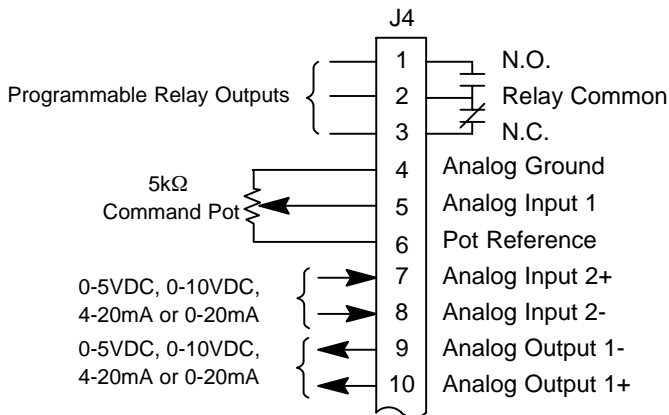 J4
1 N.O.
Programmable Relay Outputs 2 Relay Common
3 N.C.
4 Analog Ground
5kΩ
Command Pot 5 Analog Input 1
6 Pot Reference
0-5VDC, 0-10VDC, 7 Analog Input 2+
4-20mA or 0-20mA 8 Analog Input 2-
0-5VDC, 0-10VDC, 9 Analog Output 1-
4-20mA or 0-20mA 10 Analog Output 1+